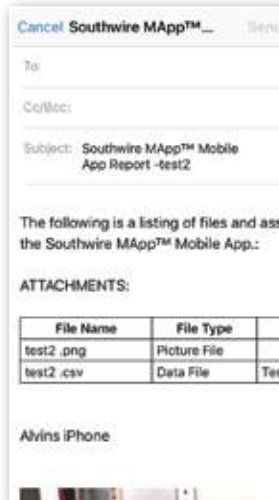 Cancel Southwire MApp™... Send
To:
Cc/Bcc:
Subject: Southwire MApp™ Mobile
App Report -test2
The following is a listing of files and ass
the Southwire MApp™ Mobile App.:
ATTACHMENTS:
File Name File Type
test2 .png Picture File
test2 .csv Data File Tes
Alvins iPhone